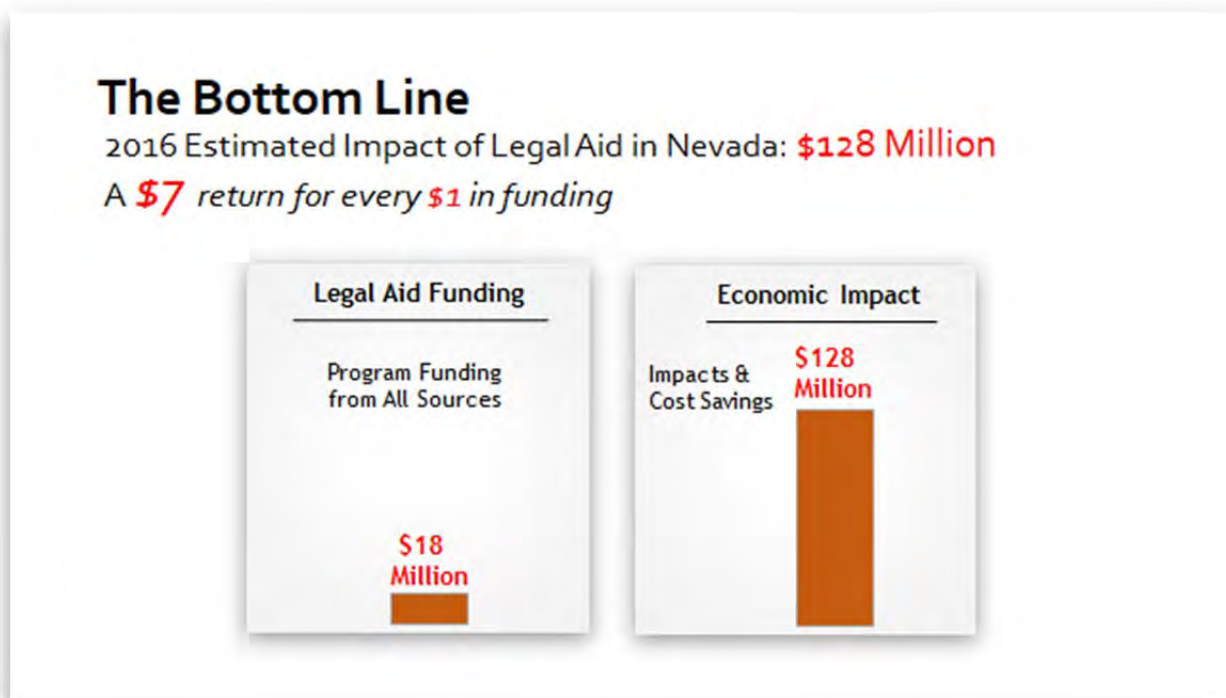 The Bottom Line
2016 Estimated Impact of Legal Aid in Nevada: $128 Million
A $7 return for every $1 in funding
Legal Aid Funding
Program Funding
from All Sources
$18
Million
Economic Impact
Impacts &
Cost Savings
$128
Million